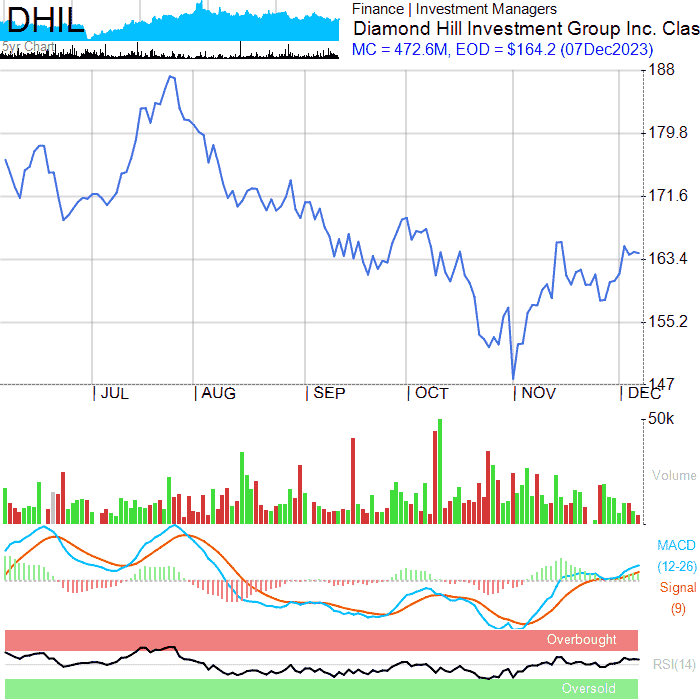 DHIL
5yr Chart
Finance | Investment Managers
Diamond Hill Investment Group Inc. Clas
MC = 472.6M, EOD = $164.2 (07Dec2023)
188
179.8
171.6
163.4
155.2
147
JUL AUG SEP OCT NOV DEC
50k
Volume
MACD
(12-26)
Signal
(9)
Overbought
RSI(14)
Oversold